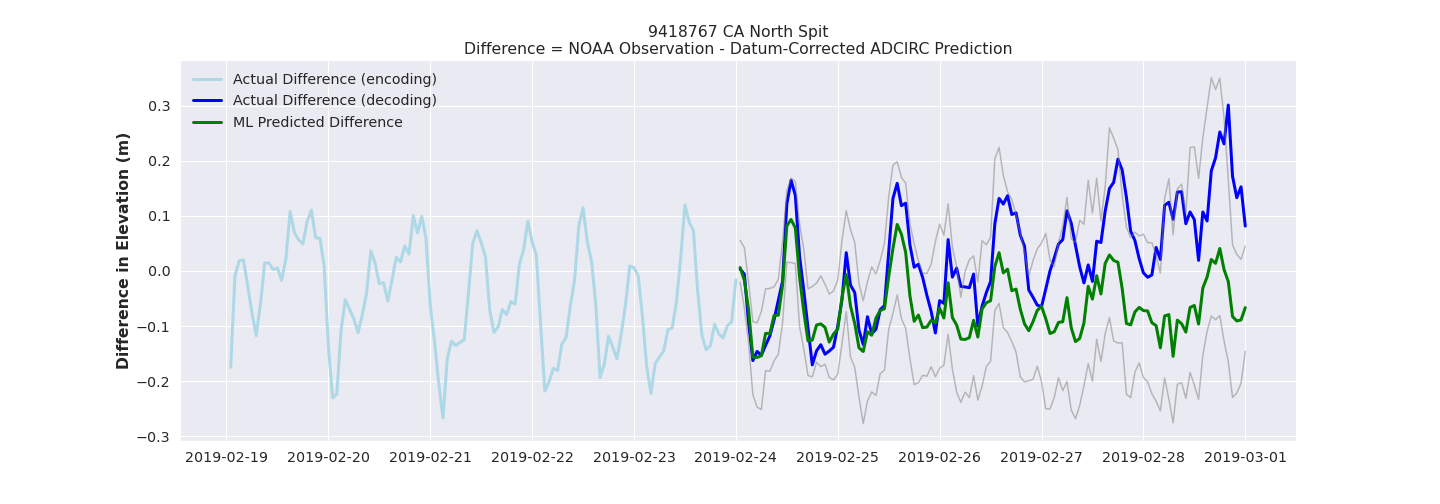 9418767 CA North Spit
Difference = NOAA Observation - Datum-Corrected ADCIRC Prediction
Actual Difference (encoding)
Actual Difference (decoding)
ML Predicted Difference
Difference in Elevation (m)
0.3
0.2
0.1
0.0
−0.1
−0.2
−0.3
2019-02-19 2019-02-20 2019-02-21 2019-02-22 2019-02-23 2019-02-24 2019-02-25 2019-02-26 2019-02-27 2019-02-28 2019-03-01